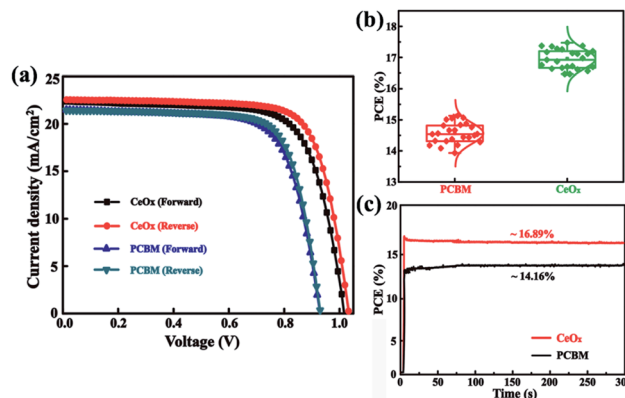 (a)
Current density (mA/cm²)
25
20
15
10
5
0
CeOx (Forward)
CeOx (Reverse)
PCBM (Forward)
PCBM (Reverse)
0.0 0.2 0.4 0.6 0.8 1.0
Voltage (V)
(b)
PCE (%)
18
17
16
15
14
13
PCBM CeOx
(c)
PCE (%)
20
15
10
5
0
~16.89%
~14.16%
CeOx
PCBM
0 50 100 150 200 250 300
Time (s)